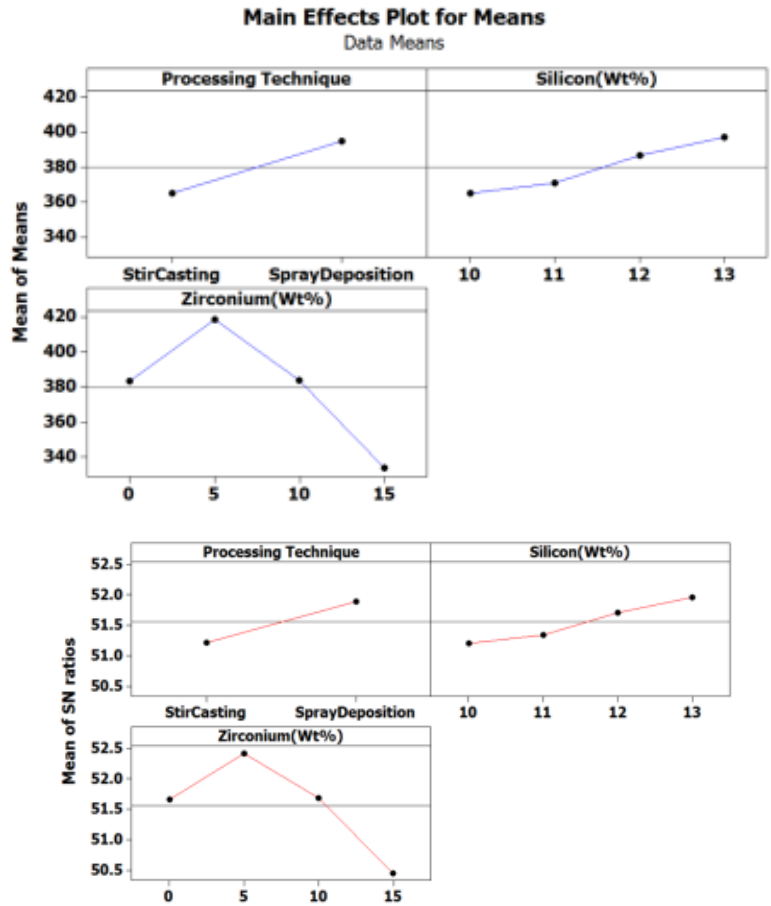 Main Effects Plot for Means
Data Means
Processing Technique Silicon(Wt%)
420
400
380
360
340
StirCasting SprayDeposition 10 11 12 13
Zirconium(Wt%)
420
400
380
360
340
0 5 10 15
Mean of Means
Processing Technique Silicon(Wt%)
52.5
52.0
51.5
51.0
50.5
StirCasting SprayDeposition 10 11 12 13
Zirconium(Wt%)
52.5
52.0
51.5
51.0
50.5
0 5 10 15
Mean of SN ratios